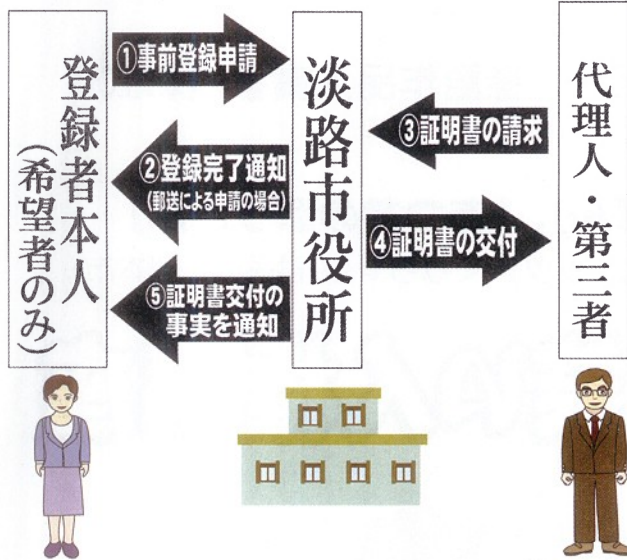 登録者本人
(希望者のみ)
①事前登録申請
②登録完了通知
(郵送による申請の場合)
⑤証明書交付の
事実を通知
淡路市役所
③証明書の請求
④証明書の交付
代理人・第三者